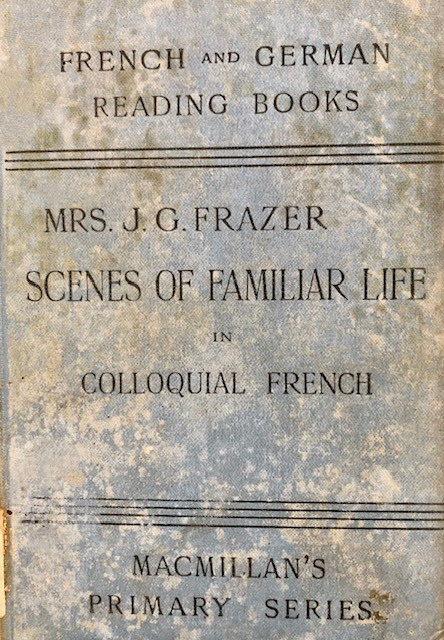 FRENCH AND GERMAN
READING BOOKS
MRS. J. G. FRAZER
SCENES OF FAMILIAR LIFE
IN
COLLOQUIAL FRENCH
MACMILLAN'S
PRIMARY SERIES.